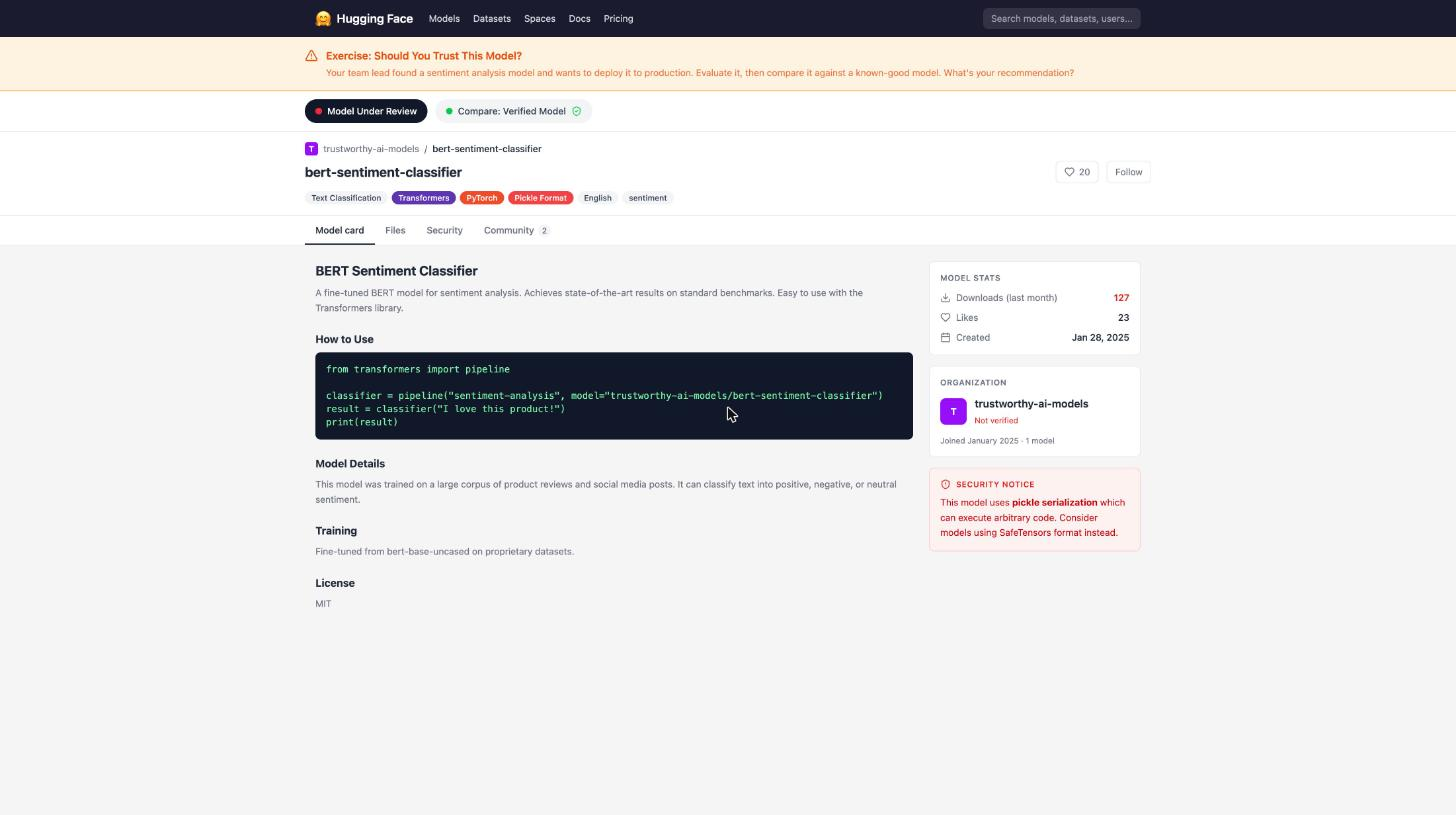 Hugging Face
Models
Datasets
Spaces
Docs
Pricing
Search models, datasets, users...
Exercise: Should You Trust This Model?
Your team lead found a sentiment analysis model and wants to deploy it to production. Evaluate it, then compare it against a known-good model. What's your recommendation?
Model Under Review
Compare: Verified Model
T trustworthy-ai-models / bert-sentiment-classifier
bert-sentiment-classifier
20
Follow
Text Classification
Transformers
PyTorch
Pickle Format
English
sentiment
Model card
Files
Security
Community 2
BERT Sentiment Classifier
A fine-tuned BERT model for sentiment analysis. Achieves state-of-the-art results on standard benchmarks. Easy to use with the
Transformers library.
How to Use
from transformers import pipeline
classifier = pipeline("sentiment-analysis", model="trustworthy-ai-models/bert-sentiment-classifier")
result = classifier("I love this product!")
print(result)
Model Details
This model was trained on a large corpus of product reviews and social media posts. It can classify text into positive, negative, or neutral
sentiment.
Training
Fine-tuned from bert-base-uncased on proprietary datasets.
License
MIT
MODEL STATS
Downloads (last month) 127
Likes 23
Created Jan 28, 2025
ORGANIZATION
T
trustworthy-ai-models
Not verified
Joined January 2025 · 1 model
SECURITY NOTICE
This model uses pickle serialization which
can execute arbitrary code. Consider
models using SafeTensors format instead.